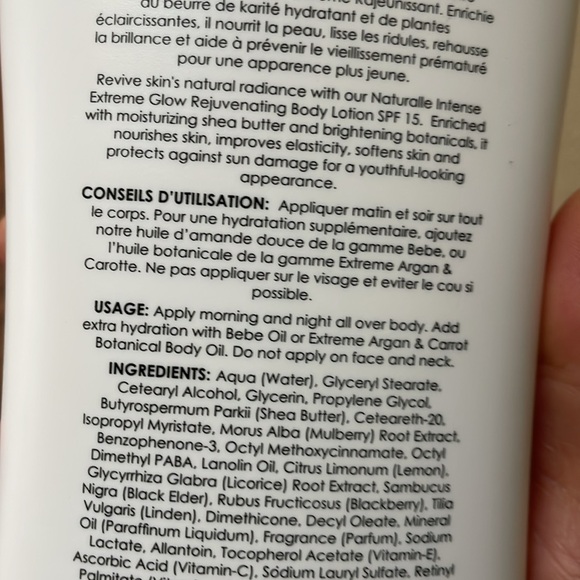 Rajeunissant. Enrichie
au beurre de karité hydratant et de plantes
éclaircissantes, il nourrit la peau, lisse les ridules, rehausse
la brillance et aide à prévenir le vieillissement prématuré
pour une apparence plus jeune.
Revive skin's natural radiance with our Naturalle Intense
Extreme Glow Rejuvenating Body Lotion SPF 15. Enriched
with moisturizing shea butter and brightening botanicals, it
nourishes skin, improves elasticity, softens skin and
protects against sun damage for a youthful-looking
appearance.
CONSEILS D'UTILISATION: Appliquer matin et soir sur tout
le corps. Pour une hydratation supplémentaire, ajoutez
notre huile d'amande douce de la gamme Bebe, ou
l'huile botanicale de la gamme Extreme Argan &
Carotte. Ne pas appliquer sur le visage et eviter le cou si
possible.
USAGE: Apply morning and night all over body. Add
extra hydration with Bebe Oil or Extreme Argan & Carrot
Botanical Body Oil. Do not apply on face and neck.
INGREDIENTS: Aqua (Water), Glyceryl Stearate,
Cetearyl Alcohol, Glycerin, Propylene Glycol,
Butyrospermum Parkii (Shea Butter), Ceteareth-20,
Isopropyl Myristate, Morus Alba (Mulberry) Root Extract,
Benzophenone-3, Octyl Methoxycinnamate, Octyl
Dimethyl PABA, Lanolin Oil, Citrus Limonum (Lemon),
Glycyrrhiza Glabra (Licorice) Root Extract, Sambucus
Nigra (Black Elder), Rubus Fructicosus (Blackberry), Tilia
Vulgaris (Linden), Dimethicone, Decyl Oleate, Mineral
Oil (Paraffinum Liquidum), Fragrance (Parfum), Sodium
Lactate, Allantoin, Tocopherol Acetate (Vitamin-E),
Ascorbic Acid (Vitamin-C), Sodium Lauryl Sulfate, Retinyl
Palmitate